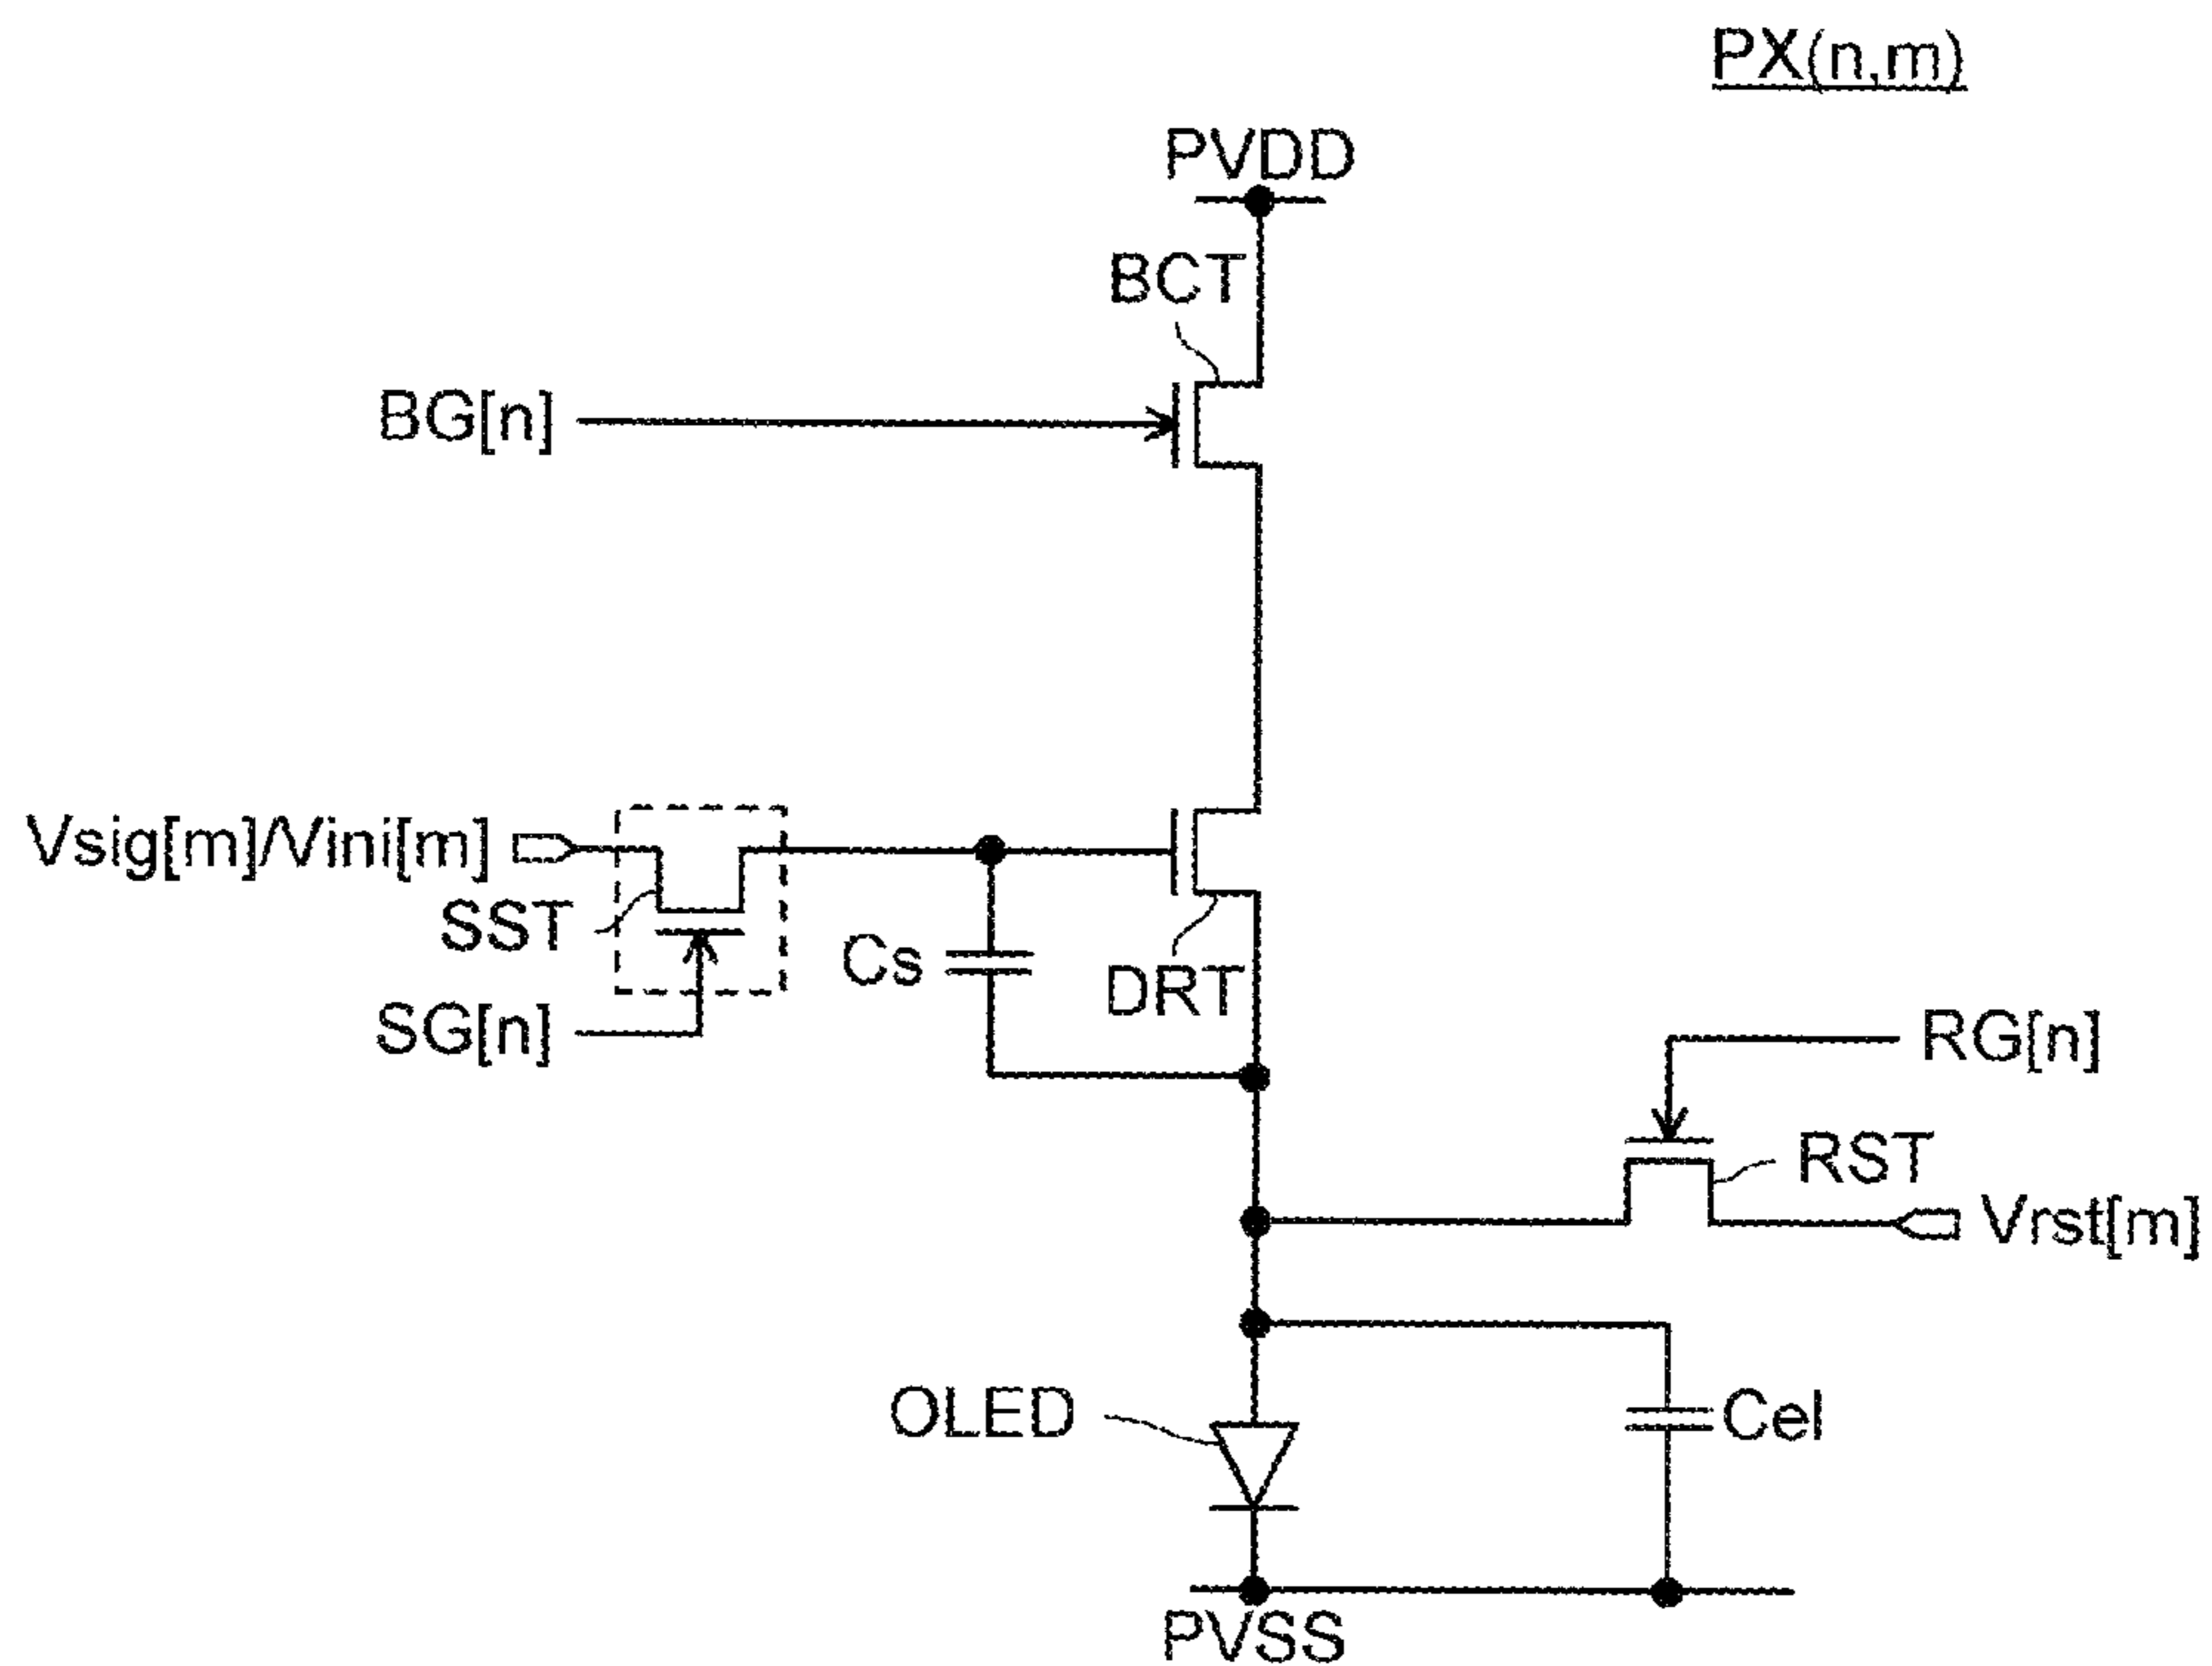 PX(n,m)
PVDD
BCT
BG[n]
Vsig[m]/Vini[m]
SST
Cs
DRT
SG[n]
RG[n]
RST
Vrst[m]
OLED
Cel
PVSS